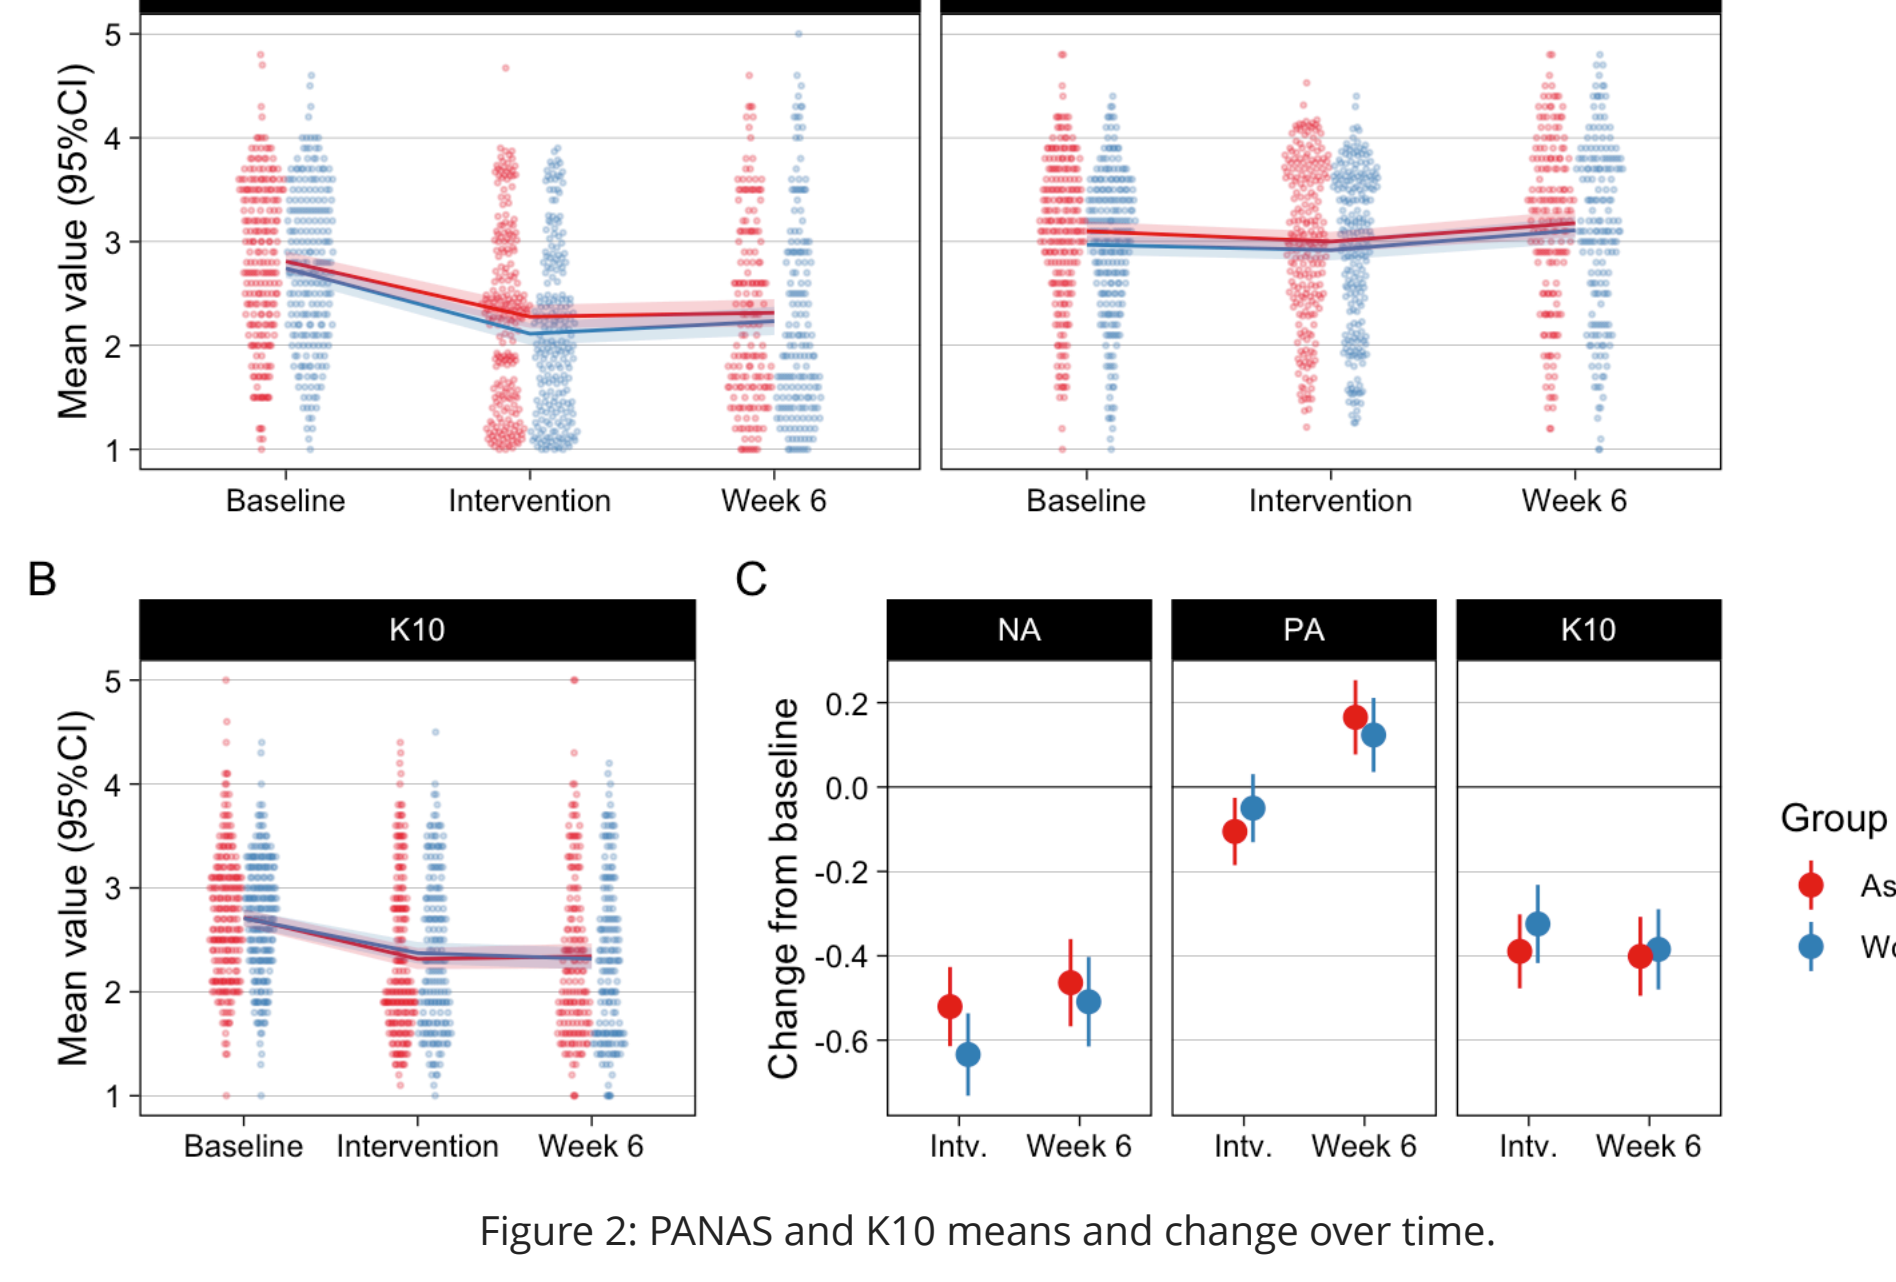 5
4
3
2
1
Mean value (95%CI)
Baseline Intervention Week 6
Baseline Intervention Week 6
B
K10
5
4
3
2
1
Mean value (95%CI)
Baseline Intervention Week 6
C
NA PA K10
0.2
0.0
-0.2
-0.4
-0.6
Change from baseline
Intv. Week 6
Intv. Week 6
Intv. Week 6
Group
As
Wo
Figure 2: PANAS and K10 means and change over time.